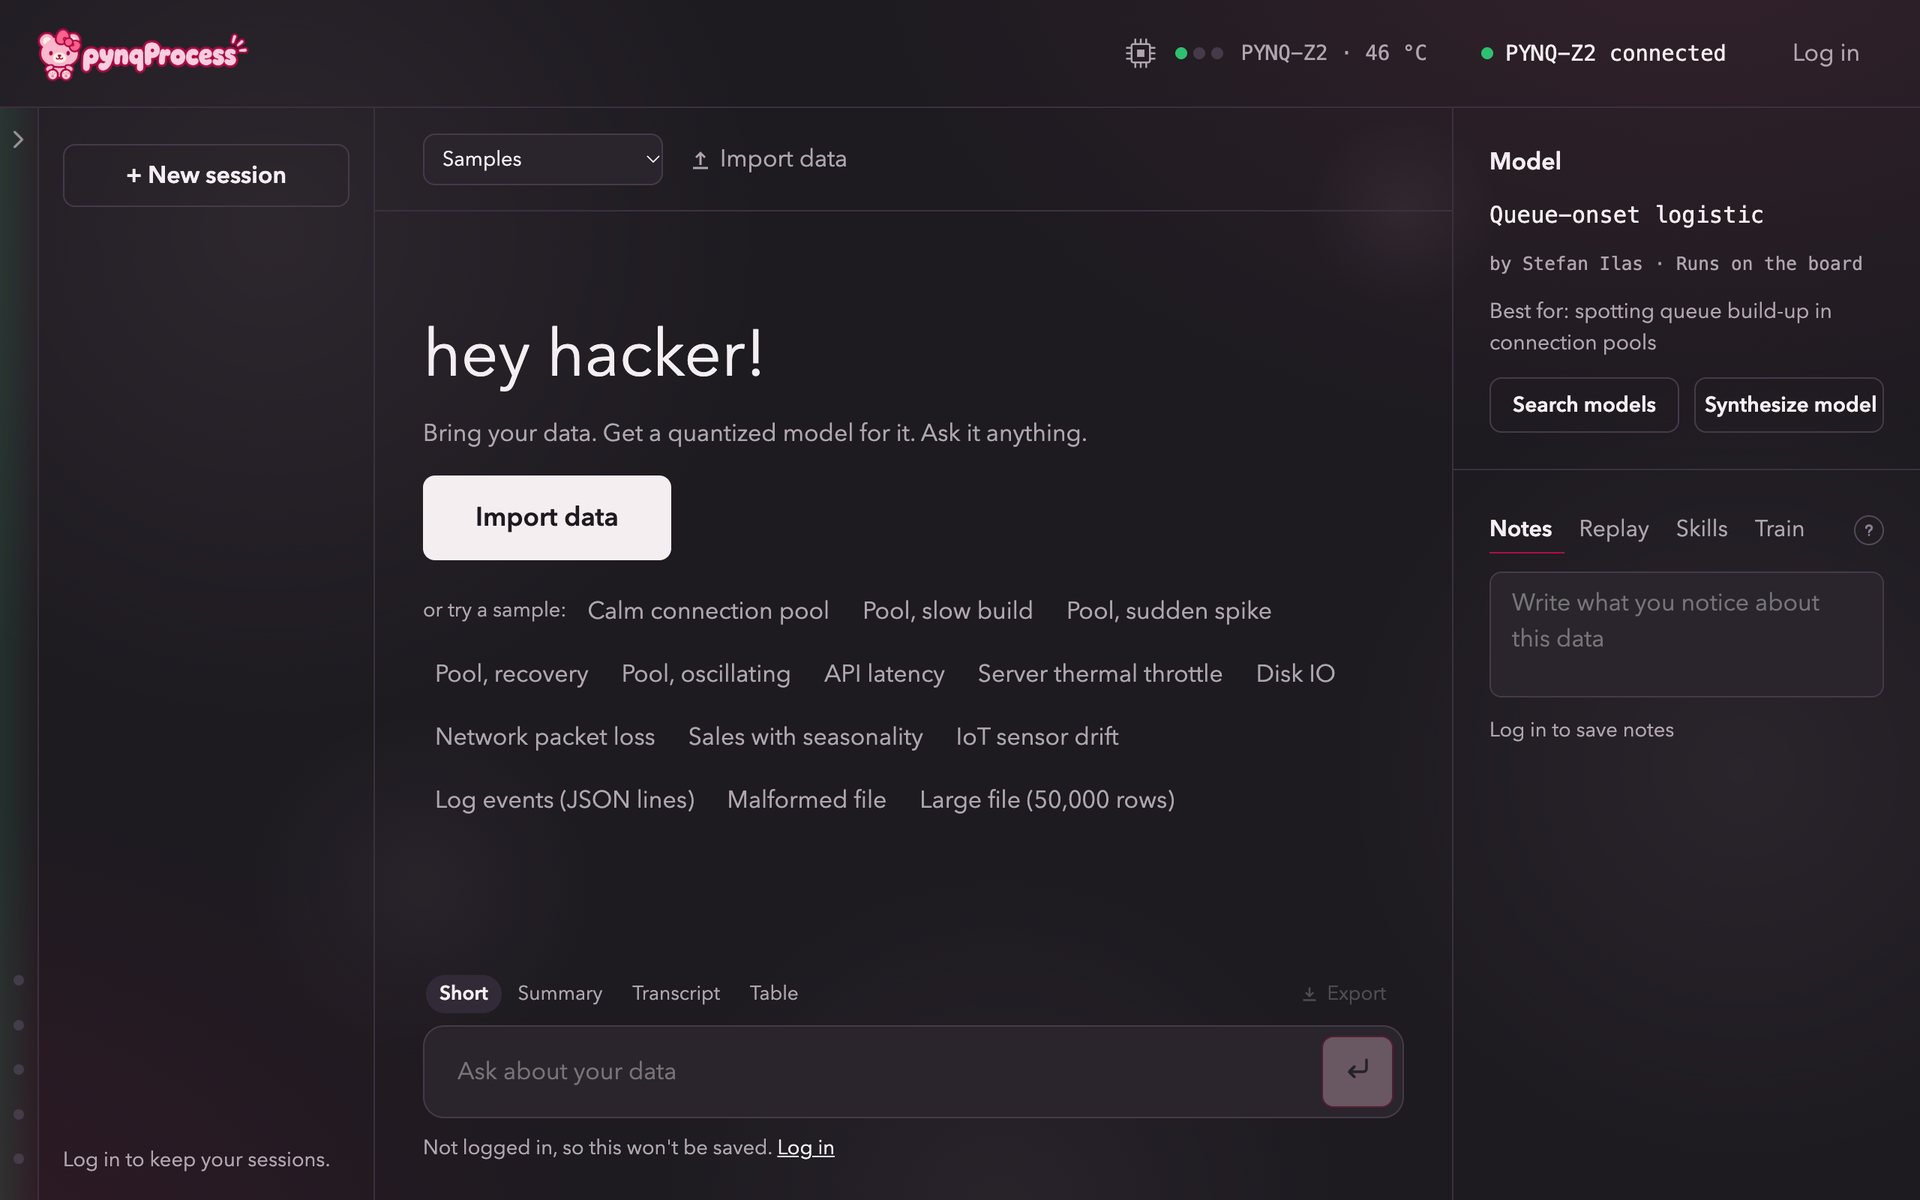 pynqProcess
PYNQ-Z2 · 46 °C
PYNQ-Z2 connected
Log in
+ New session
Samples
Import data
hey hacker!
Bring your data. Get a quantized model for it. Ask it anything.
Import data
or try a sample: Calm connection pool Pool, slow build Pool, sudden spike
Pool, recovery Pool, oscillating API latency Server thermal throttle Disk IO
Network packet loss Sales with seasonality IoT sensor drift
Log events (JSON lines) Malformed file Large file (50,000 rows)
Short Summary Transcript Table Export
Ask about your data
Not logged in, so this won't be saved. Log in
Log in to keep your sessions.
Model
Queue-onset logistic
by Stefan Ilas · Runs on the board
Best for: spotting queue build-up in
connection pools
Search models Synthesize model
Notes Replay Skills Train ?
Write what you notice about
this data
Log in to save notes